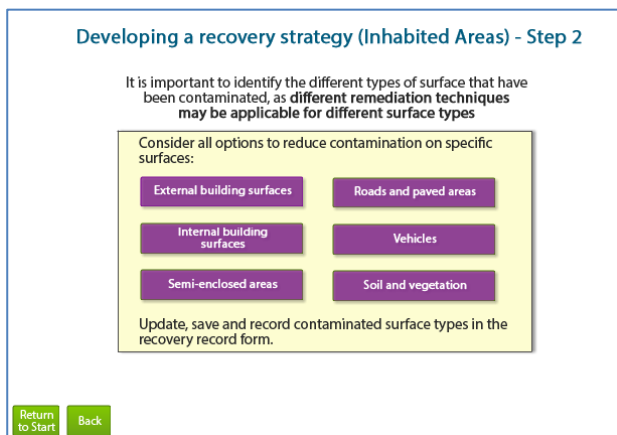 Developing a recovery strategy (Inhabited Areas) - Step 2
It is important to identify the different types of surface that have
been contaminated, as different remediation techniques
may be applicable for different surface types
Consider all options to reduce contamination on specific
surfaces:
External building surfaces
Roads and paved areas
Internal building
surfaces
Vehicles
Semi-enclosed areas
Soil and vegetation
Update, save and record contaminated surface types in the
recovery record form.
Return
to Start
Back